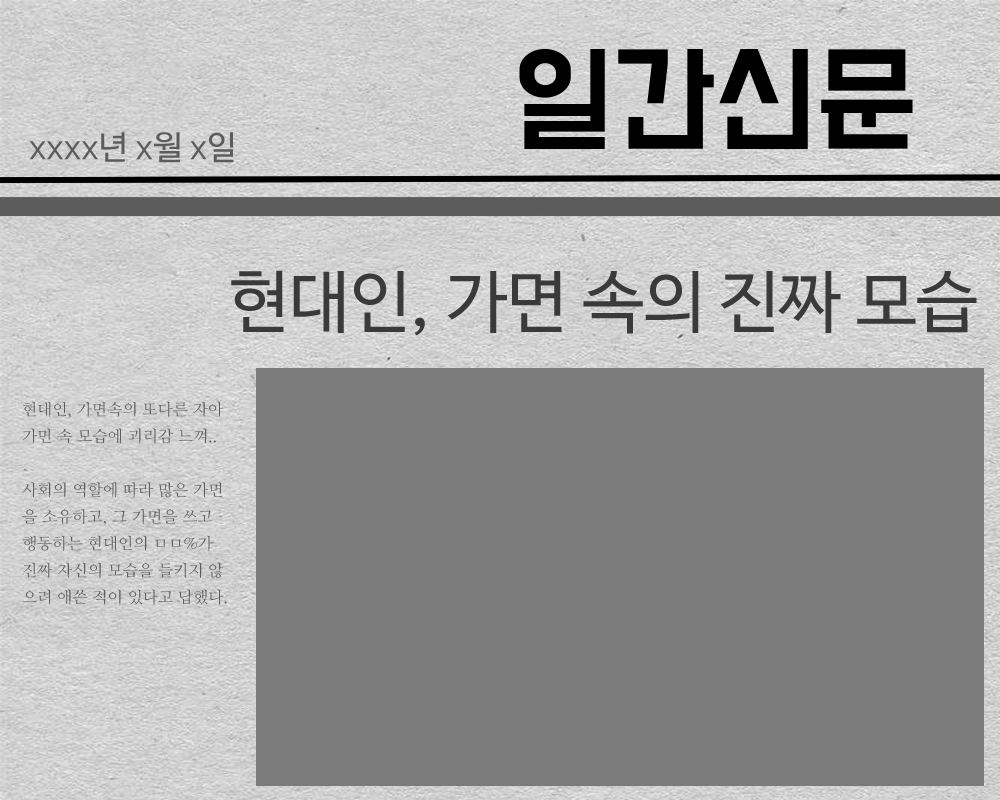 일간신문
xxxx년 x월 x일
현대인, 가면 속의 진짜 모습
현대인, 가면속의 또다른 자아
가면 속 모습에 괴리감 느껴..
.
사회의 역할에 따라 많은 가면
을 소유하고, 그 가면을 쓰고
행동하는 현대인의 ㅁㅁ%가
진짜 자신의 모습을 들키지 않
으려 애쓴 적이 있다고 답했다.